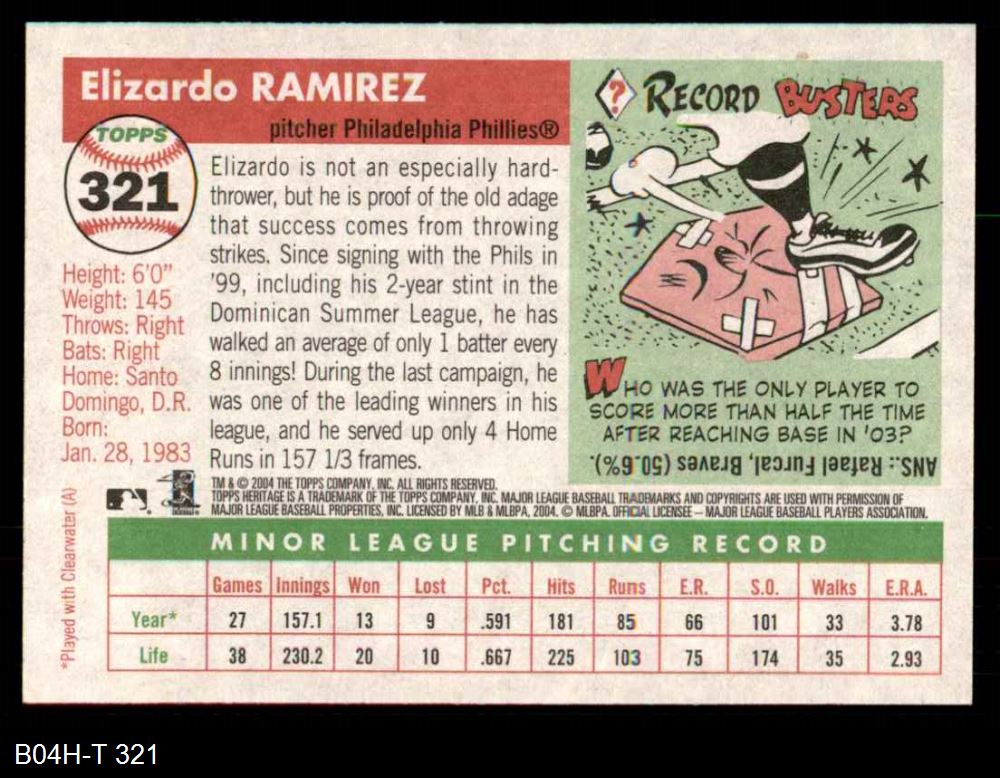 Elizardo RAMIREZ
pitcher Philadelphia Phillies®
TOPPS
321
Height: 6'0"
Weight: 145
Throws: Right
Bats: Right
Home: Santo
Domingo, D.R.
Born:
Jan. 28, 1983
Elizardo is not an especially hard-
thrower, but he is proof of the old adage
that success comes from throwing
strikes. Since signing with the Phils in
'99, including his 2-year stint in the
Dominican Summer League, he has
walked an average of only 1 batter every
8 innings! During the last campaign, he
was one of the leading winners in his
league, and he served up only 4 Home
Runs in 157 1/3 frames.
? RECORD BUSTERS
WHO WAS THE ONLY PLAYER TO
SCORE MORE THAN HALF THE TIME
AFTER REACHING BASE IN '03?
ANS.: Rafael Furcal, Braves (50.6%).
TM & © 2004 THE TOPPS COMPANY, INC. ALL RIGHTS RESERVED.
TOPPS HERITAGE IS A TRADEMARK OF THE TOPPS COMPANY, INC. MAJOR LEAGUE BASEBALL TRADEMARKS AND COPYRIGHTS ARE USED WITH PERMISSION OF
MAJOR LEAGUE BASEBALL PROPERTIES, INC. LICENSED BY MLB & MLBPA, 2004. © MLBPA. OFFICIAL LICENSEE – MAJOR LEAGUE BASEBALL PLAYERS ASSOCIATION.
*Played with Clearwater (A)
MINOR LEAGUE PITCHING RECORD
Games Innings Won Lost Pct. Hits Runs E.R. S.O. Walks E.R.A.
Year* 27 157.1 13 9 .591 181 85 66 101 33 3.78
Life 38 230.2 20 10 .667 225 103 75 174 35 2.93
B04H-T 321